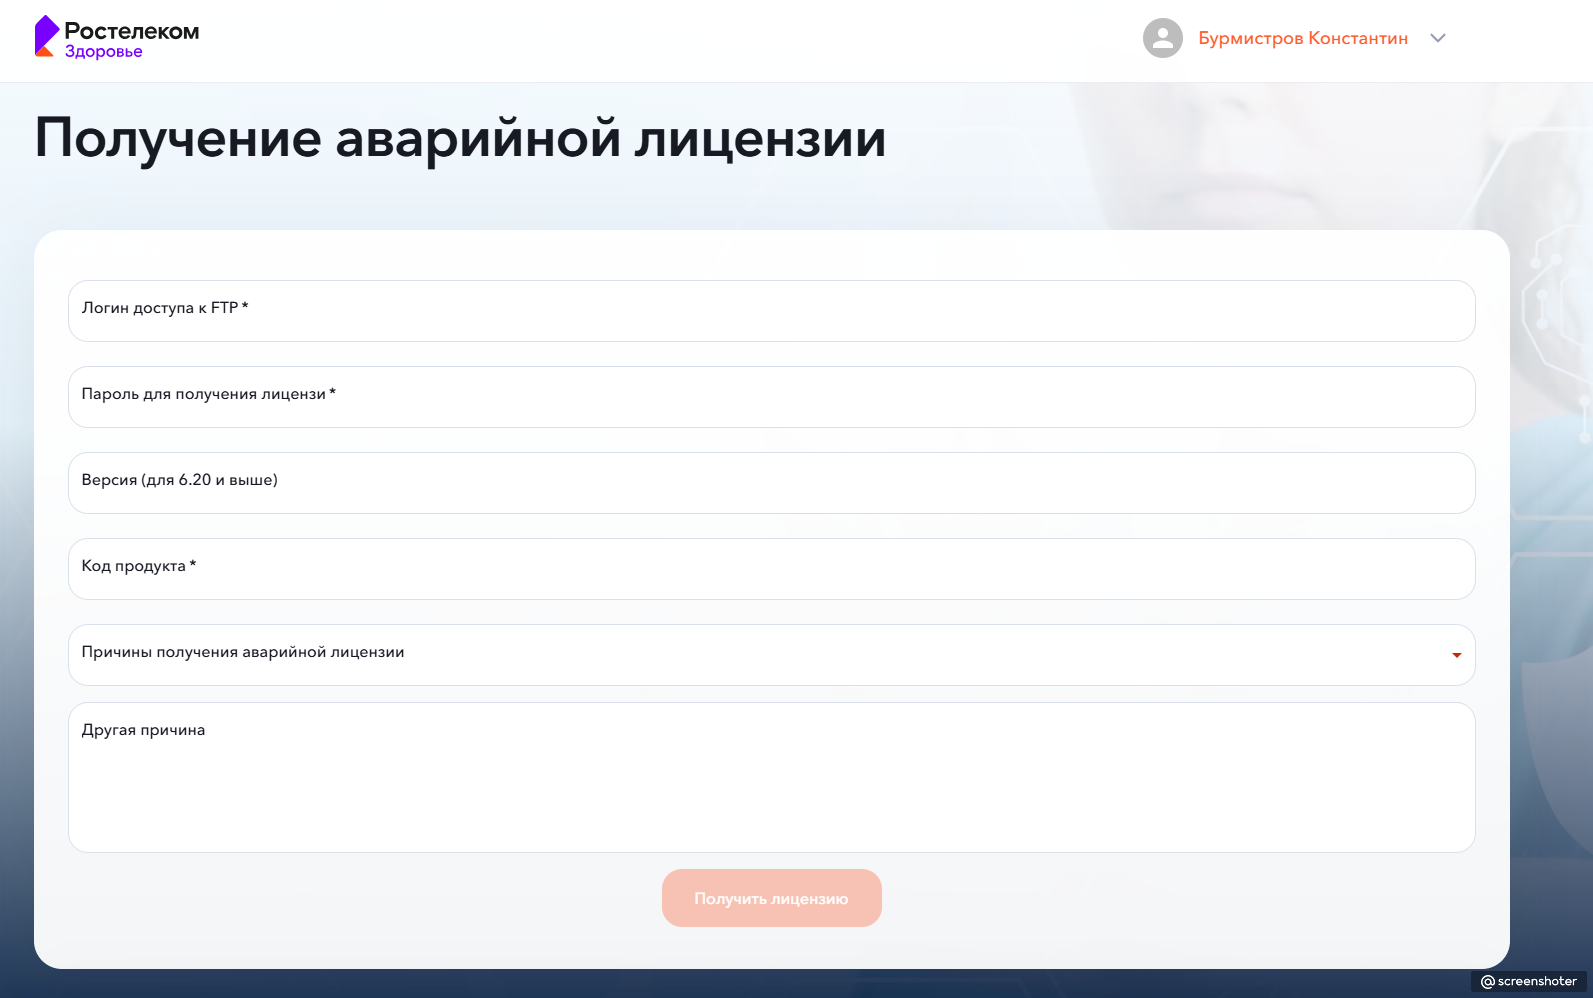 Ростелеком
Здоровье
Бурмистров Константин
Получение аварийной лицензии
Логин доступа к FTP *
Пароль для получения лицензи *
Версия (для 6.20 и выше)
Код продукта *
Причины получения аварийной лицензии
Другая причина
Получить лицензию
@screenshoter